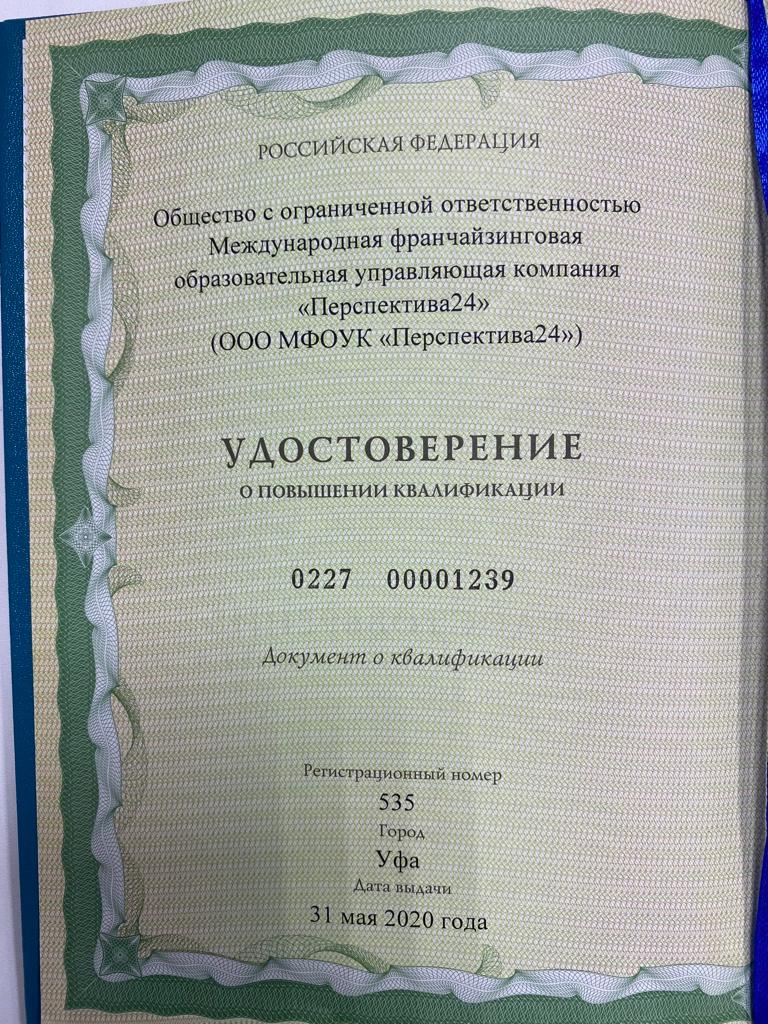 РОССИЙСКАЯ ФЕДЕРАЦИЯ
Общество с ограниченной ответственностью
Международная франчайзинговая
образовательная управляющая компания
«Перспектива24»
(ООО МФОУК «Перспектива24»)
УДОСТОВЕРЕНИЕ
О ПОВЫШЕНИИ КВАЛИФИКАЦИИ
0227 00001239
Документ о квалификации
Регистрационный номер
535
Город
Уфа
Дата выдачи
31 мая 2020 года